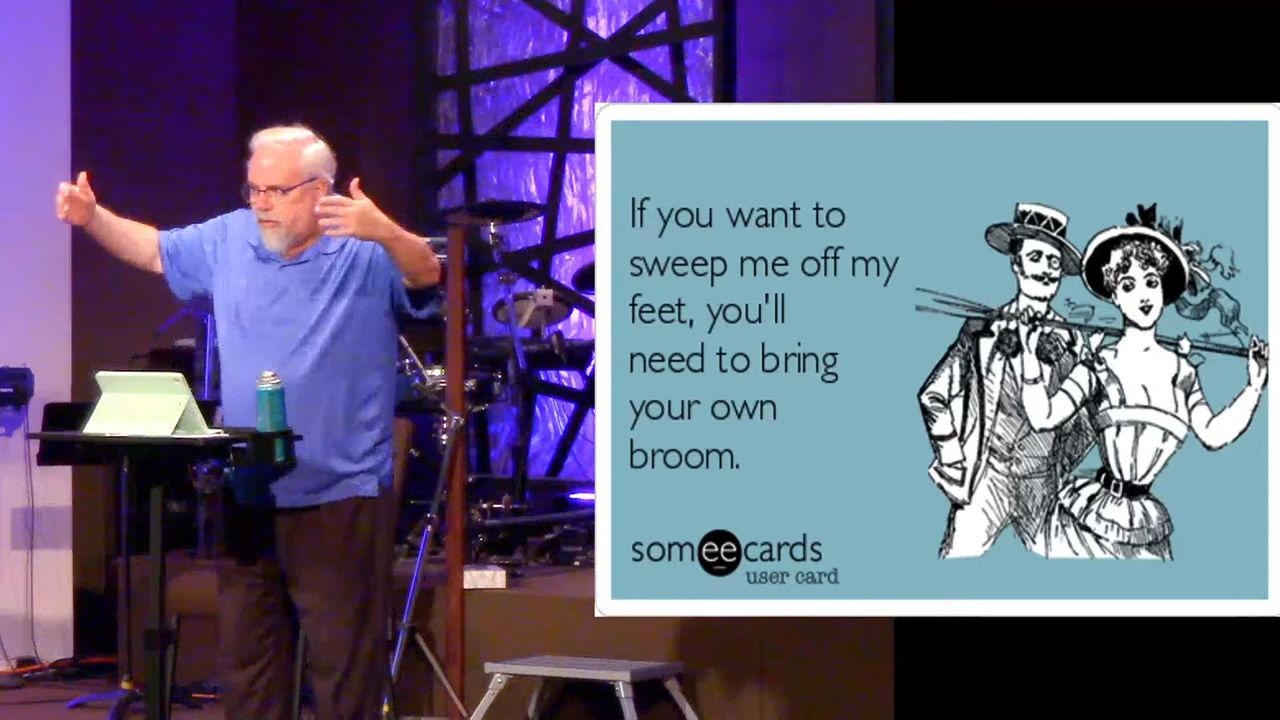 If you want to
sweep me off my
feet, you'll
need to bring
your own
broom.
someecards
user card